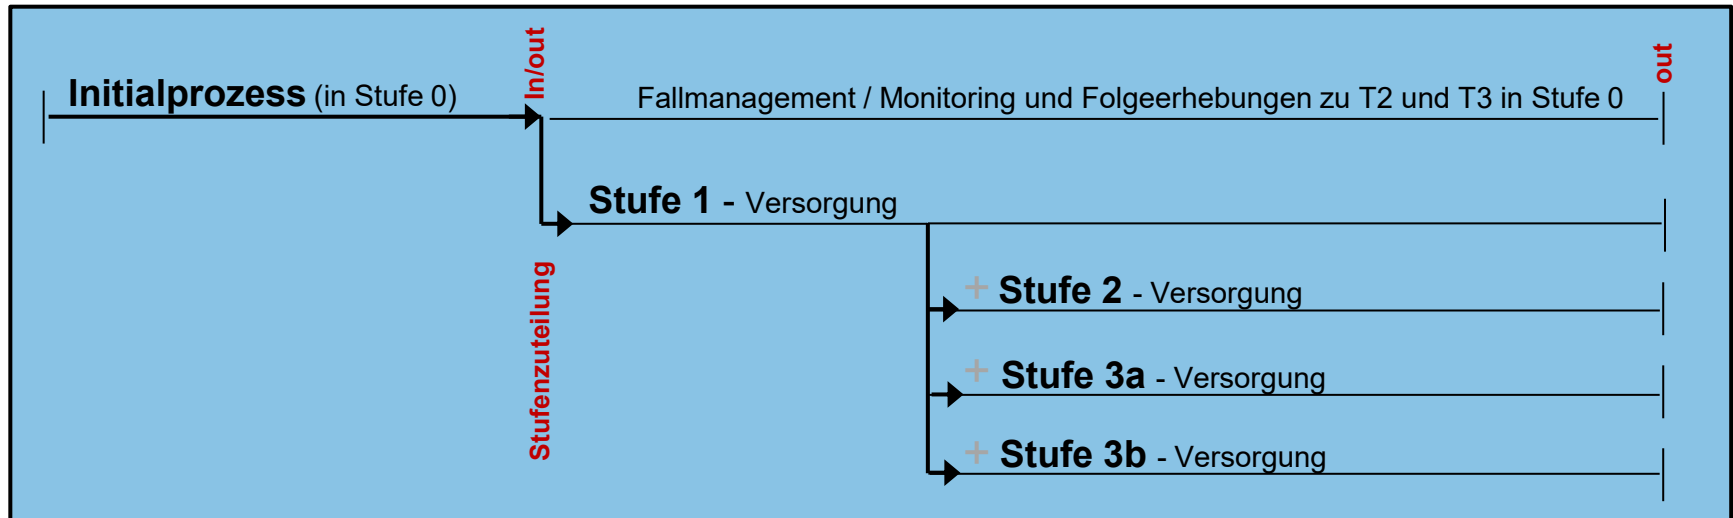 In/out
out
Initialprozess (in Stufe 0)
Fallmanagement / Monitoring und Folgeerhebungen zu T2 und T3 in Stufe 0
Stufe 1 - Versorgung
Stufenzuteilung
+ Stufe 2 - Versorgung
+ Stufe 3a - Versorgung
+ Stufe 3b - Versorgung